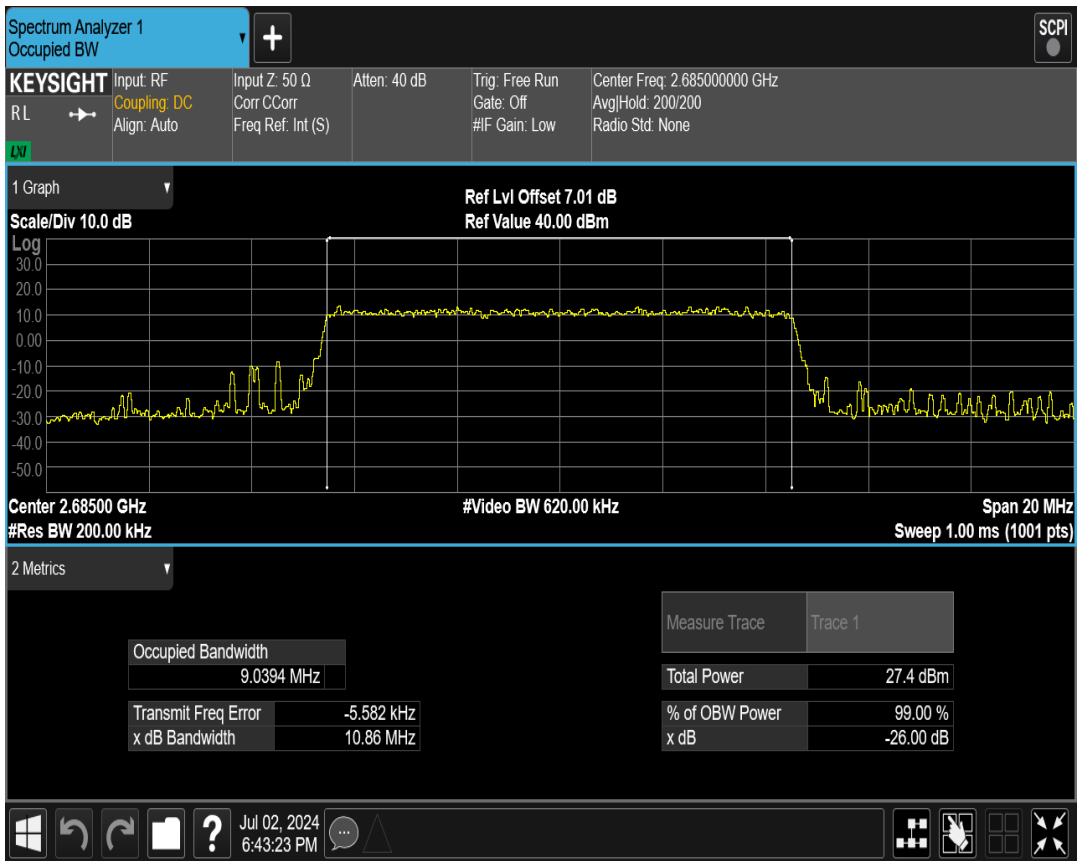 Spectrum Analyzer 1
Occupied BW
+
SCPI
KEYSIGHT
RL
LXI
Input: RF
Coupling: DC
Align: Auto
Input Z: 50 Ω
Corr CCorr
Freq Ref: Int (S)
Atten: 40 dB
Trig: Free Run
Gate: Off
#IF Gain: Low
Center Freq: 2.685000000 GHz
Avg|Hold: 200/200
Radio Std: None
1 Graph
Ref Lvl Offset 7.01 dB
Scale/Div 10.0 dB
Ref Value 40.00 dBm
Log
30.0
20.0
10.0
0.00
-10.0
-20.0
-30.0
-40.0
-50.0
Center 2.68500 GHz
#Video BW 620.00 kHz
Span 20 MHz
#Res BW 200.00 kHz
Sweep 1.00 ms (1001 pts)
2 Metrics
Measure Trace
Trace 1
Occupied Bandwidth
9.0394 MHz
Total Power
27.4 dBm
Transmit Freq Error
-5.582 kHz
% of OBW Power
99.00 %
x dB Bandwidth
10.86 MHz
x dB
-26.00 dB
?
Jul 02, 2024
6:43:23 PM